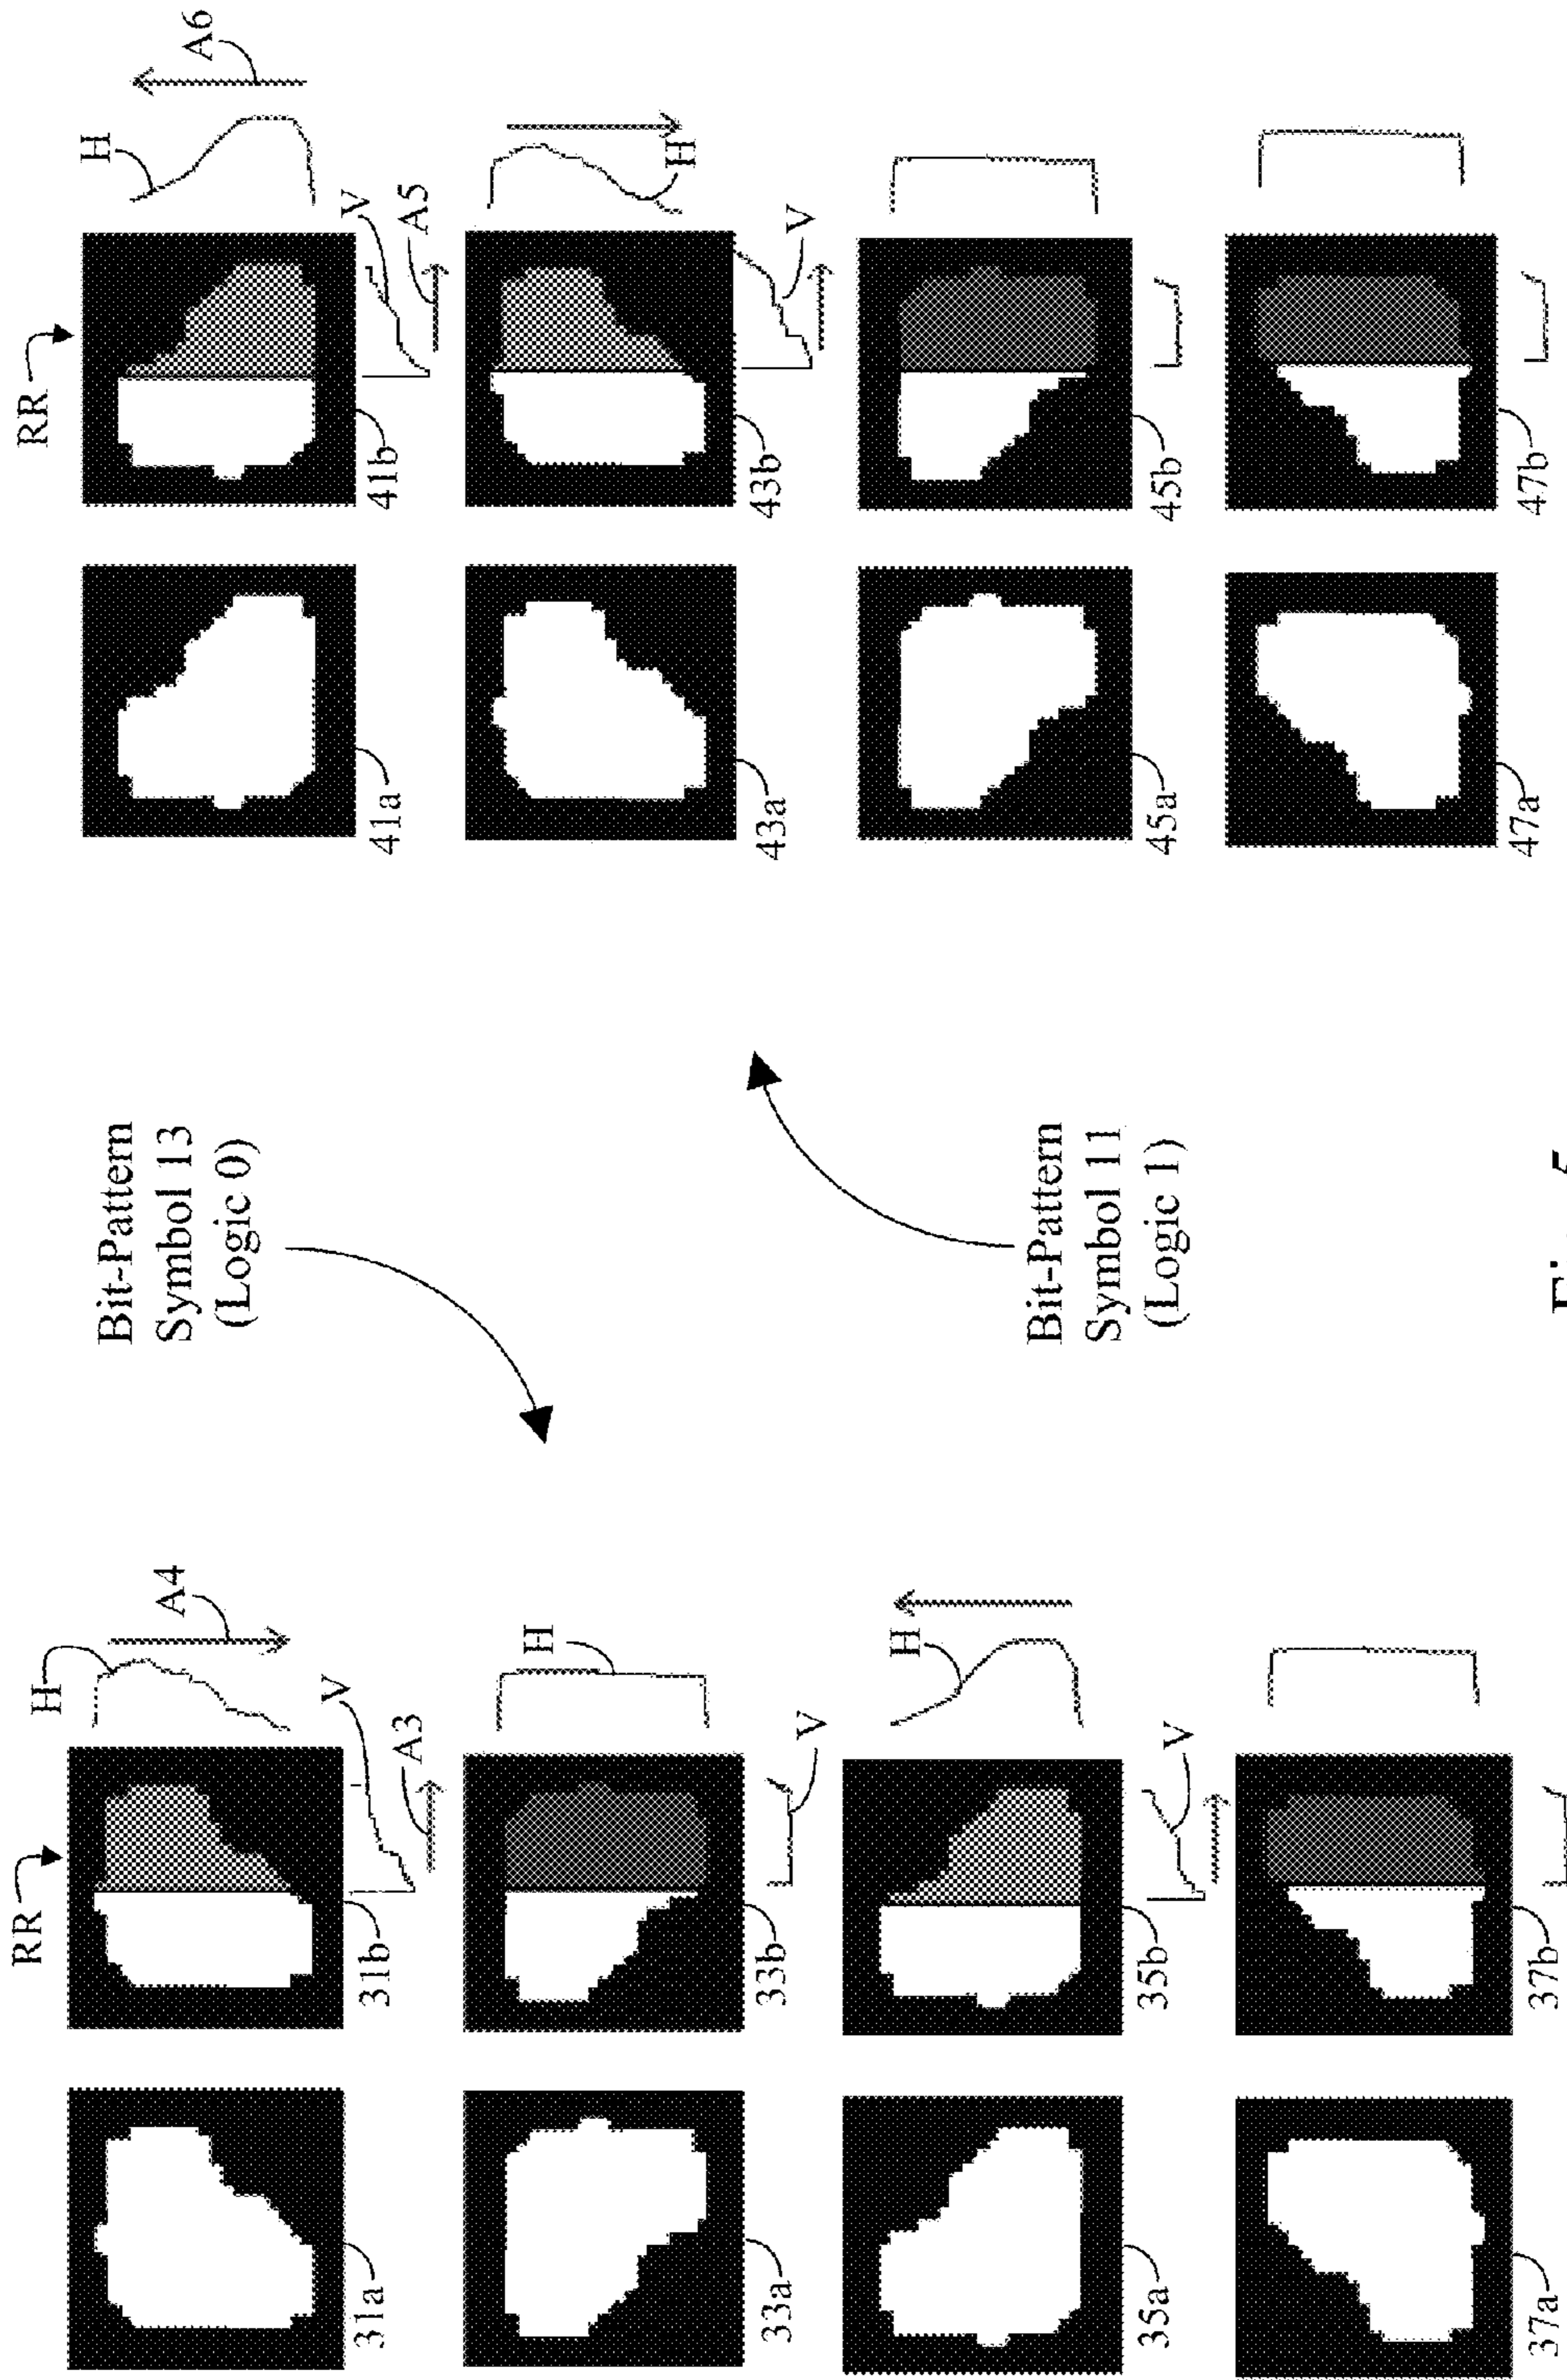 RR
H
A4
V
A3
31a
31b
H
V
33a
33b
H
V
35a
35b
37a
37b
Bit-Pattern
Symbol 13
(Logic 0)
Bit-Pattern
Symbol 11
(Logic 1)
RR
H
A6
V
A5
41a
41b
H
V
43a
43b
45a
45b
47a
47b